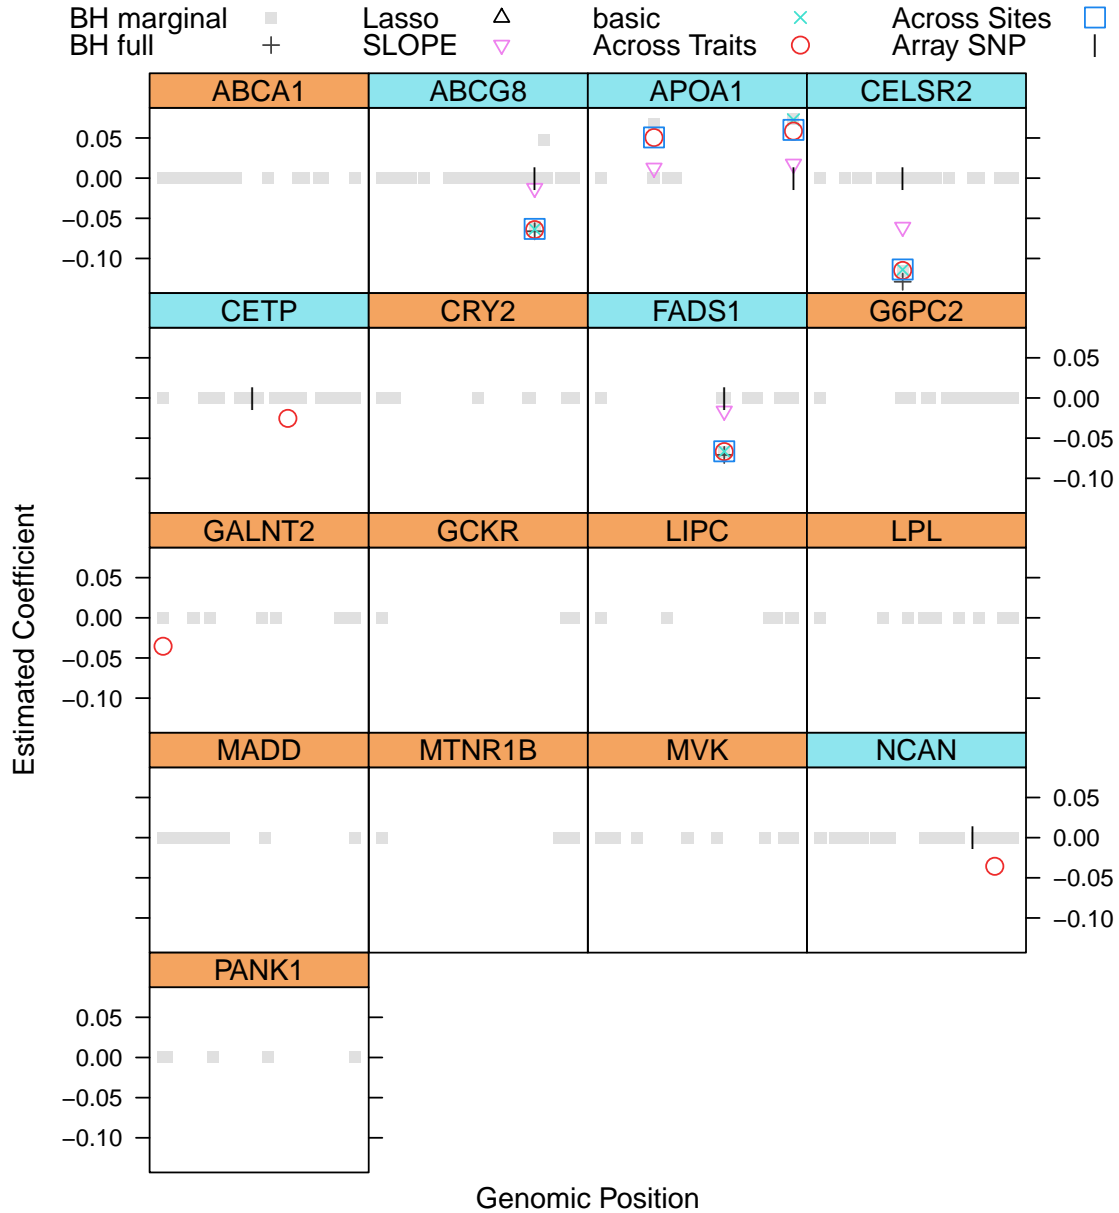 BH marginal Lasso basic Across Sites
BH full SLOPE Across Traits Array SNP
ABCA1 ABCG8 APOA1 CELSR2
0.05
0.00
−0.05
−0.10
CETP CRY2 FADS1 G6PC2
0.05
0.00
−0.05
−0.10
GALNT2 GCKR LIPC LPL
0.05
0.00
−0.05
−0.10
MADD MTNR1B MVK NCAN
0.05
0.00
−0.05
−0.10
PANK1
0.05
0.00
−0.05
−0.10
Estimated Coefficient
Genomic Position